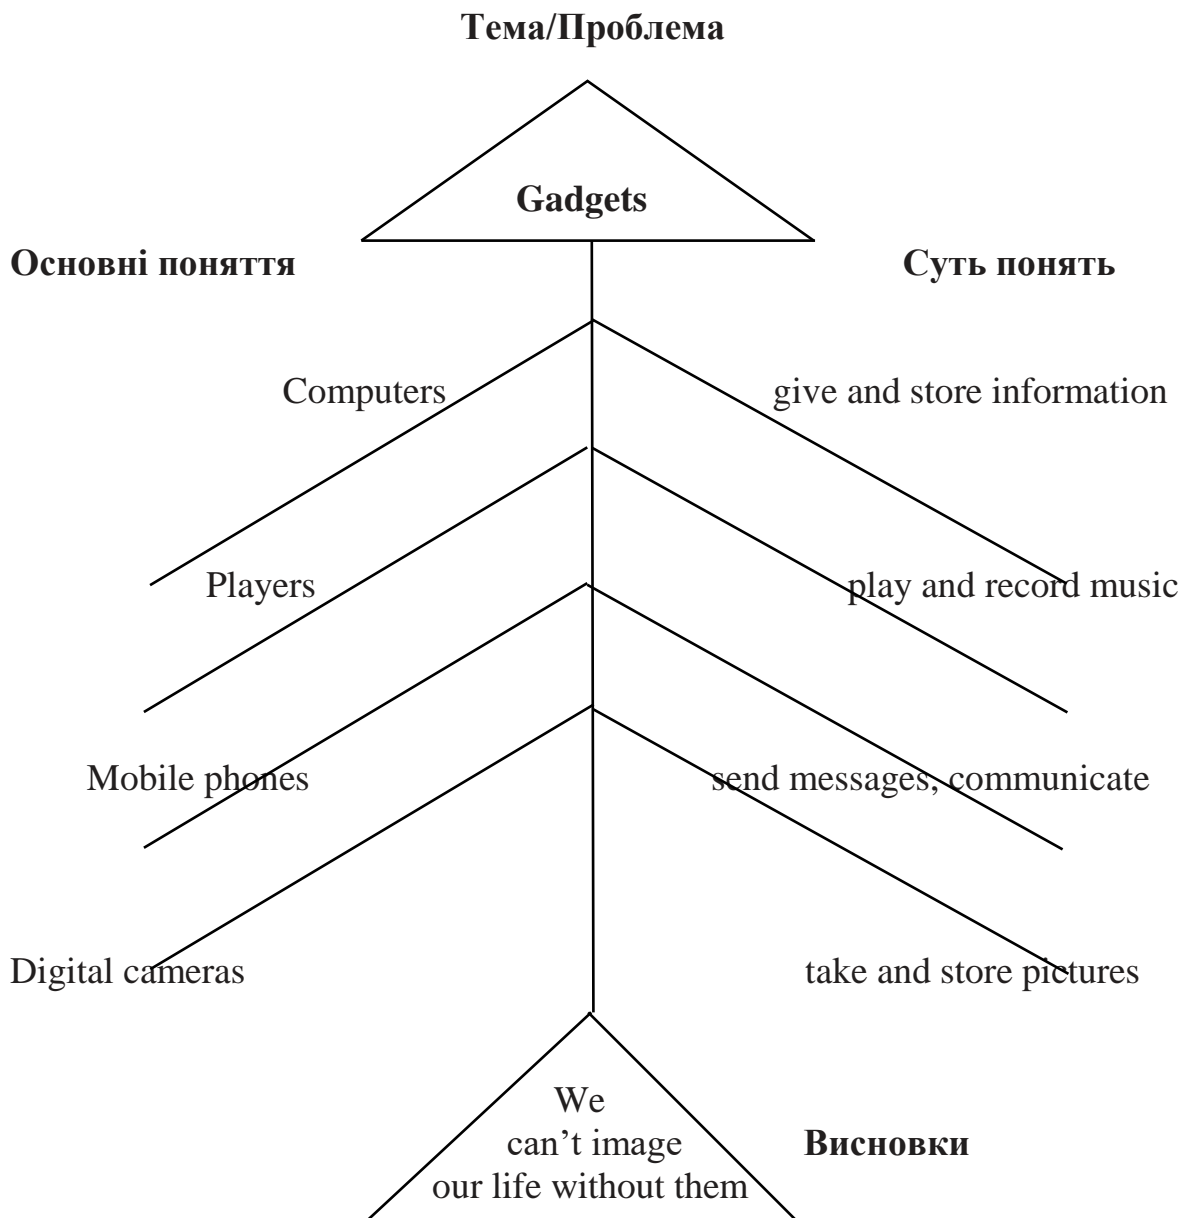 Тема/Проблема
Gadgets
Основні поняття
Суть понять
Computers
give and store information
Players
play and record music
Mobile phones
send messages, communicate
Digital cameras
take and store pictures
We
can’t image
our life without them
Висновки